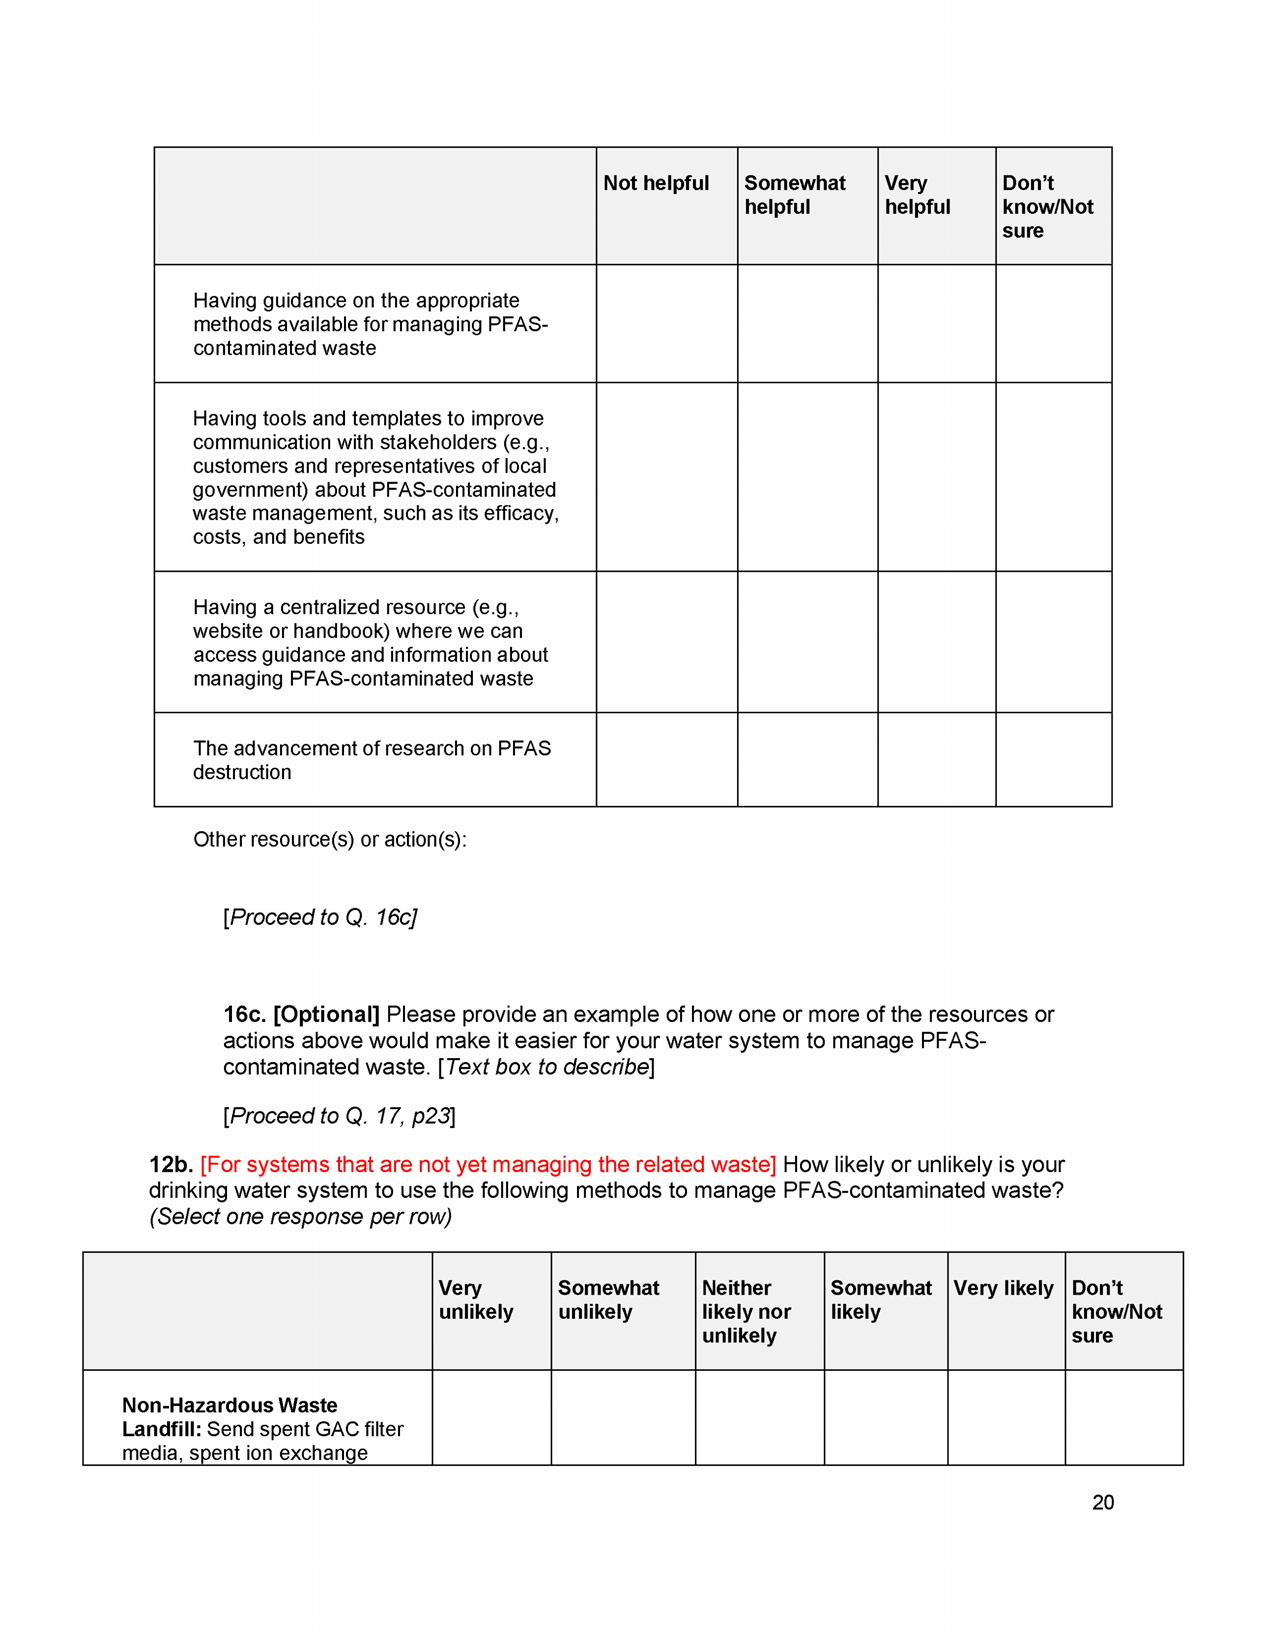 Not helpful
Somewhat
helpful
Very
helpful
Don’t
know/Not
sure
Having guidance on the appropriate
methods available for managing PFAS-
contaminated waste
Having tools and templates to improve
communication with stakeholders (e.g.,
customers and representatives of local
government) about PFAS-contaminated
waste management, such as its efficacy,
costs, and benefits
Having a centralized resource (e.g.,
website or handbook) where we can
access guidance and information about
managing PFAS-contaminated waste
The advancement of research on PFAS
destruction
Other resource(s) or action(s):
[Proceed to Q. 16c]
16c. [Optional] Please provide an example of how one or more of the resources or
actions above would make it easier for your water system to manage PFAS-
contaminated waste. [Text box to describe]
[Proceed to Q. 17, p23]
12b. [For systems that are not yet managing the related waste] How likely or unlikely is your
drinking water system to use the following methods to manage PFAS-contaminated waste?
(Select one response per row)
Very
unlikely
Somewhat
unlikely
Neither
likely nor
unlikely
Somewhat
likely
Very likely
Don’t
know/Not
sure
Non-Hazardous Waste
Landfill: Send spent GAC filter
media, spent ion exchange
20